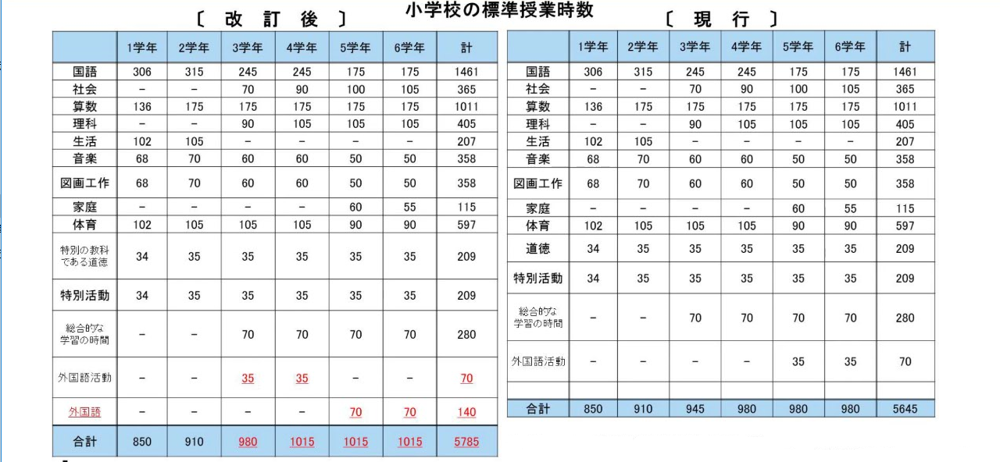 小学校の標準授業時数
〔 改 訂 後 〕
1学年 2学年 3学年 4学年 5学年 6学年 計
国語 306 315 245 245 175 175 1461
社会 － － 70 90 100 105 365
算数 136 175 175 175 175 175 1011
理科 － － 90 105 105 105 405
生活 102 105 － － － － 207
音楽 68 70 60 60 50 50 358
図画工作 68 70 60 60 50 50 358
家庭 － － － － 60 55 115
体育 102 105 105 105 90 90 597
特別の教科
である道徳 34 35 35 35 35 35 209
特別活動 34 35 35 35 35 35 209
総合的な
学習の時間 － － 70 70 70 70 280
外国語活動 － － 35 35 － － 70
外国語 － － － － 70 70 140
合計 850 910 980 1015 1015 1015 5785
〔 現 行 〕
1学年 2学年 3学年 4学年 5学年 6学年 計
国語 306 315 245 245 175 175 1461
社会 － － 70 90 100 105 365
算数 136 175 175 175 175 175 1011
理科 － － 90 105 105 105 405
生活 102 105 － － － － 207
音楽 68 70 60 60 50 50 358
図画工作 68 70 60 60 50 50 358
家庭 － － － － 60 55 115
体育 102 105 105 105 90 90 597
道徳 34 35 35 35 35 35 209
特別活動 34 35 35 35 35 35 209
総合的な
学習の時間 － － 70 70 70 70 280
外国語活動 － － － － 35 35 70
合計 850 910 945 980 980 980 5645